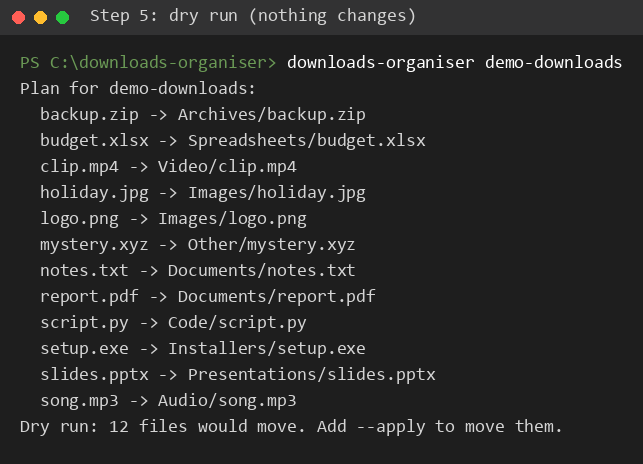 Step 5: dry run (nothing changes)
PS C:\downloads-organiser> downloads-organiser demo-downloads
Plan for demo-downloads:
  backup.zip -> Archives/backup.zip
  budget.xlsx -> Spreadsheets/budget.xlsx
  clip.mp4 -> Video/clip.mp4
  holiday.jpg -> Images/holiday.jpg
  logo.png -> Images/logo.png
  mystery.xyz -> Other/mystery.xyz
  notes.txt -> Documents/notes.txt
  report.pdf -> Documents/report.pdf
  script.py -> Code/script.py
  setup.exe -> Installers/setup.exe
  slides.pptx -> Presentations/slides.pptx
  song.mp3 -> Audio/song.mp3
Dry run: 12 files would move. Add --apply to move them.